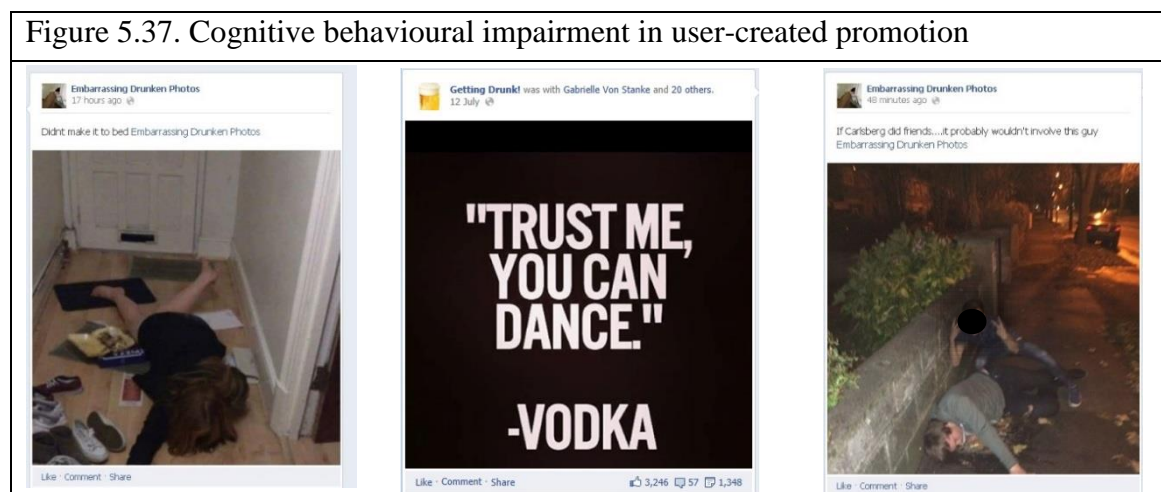 Figure 5.37. Cognitive behavioural impairment in user-created promotion
Embarrassing Drunken Photos
17 hours ago
Didnt make it to bed Embarrassing Drunken Photos
Like · Comment · Share
Getting Drunk! was with Gabrielle Von Stanke and 20 others.
12 July
"TRUST ME,
YOU CAN
DANCE."
-VODKA
Like · Comment · Share
3,246 57 1,348
Embarrassing Drunken Photos
48 minutes ago
If Carlsberg did friends....it probably wouldn't involve this guy
Embarrassing Drunken Photos
Like · Comment · Share